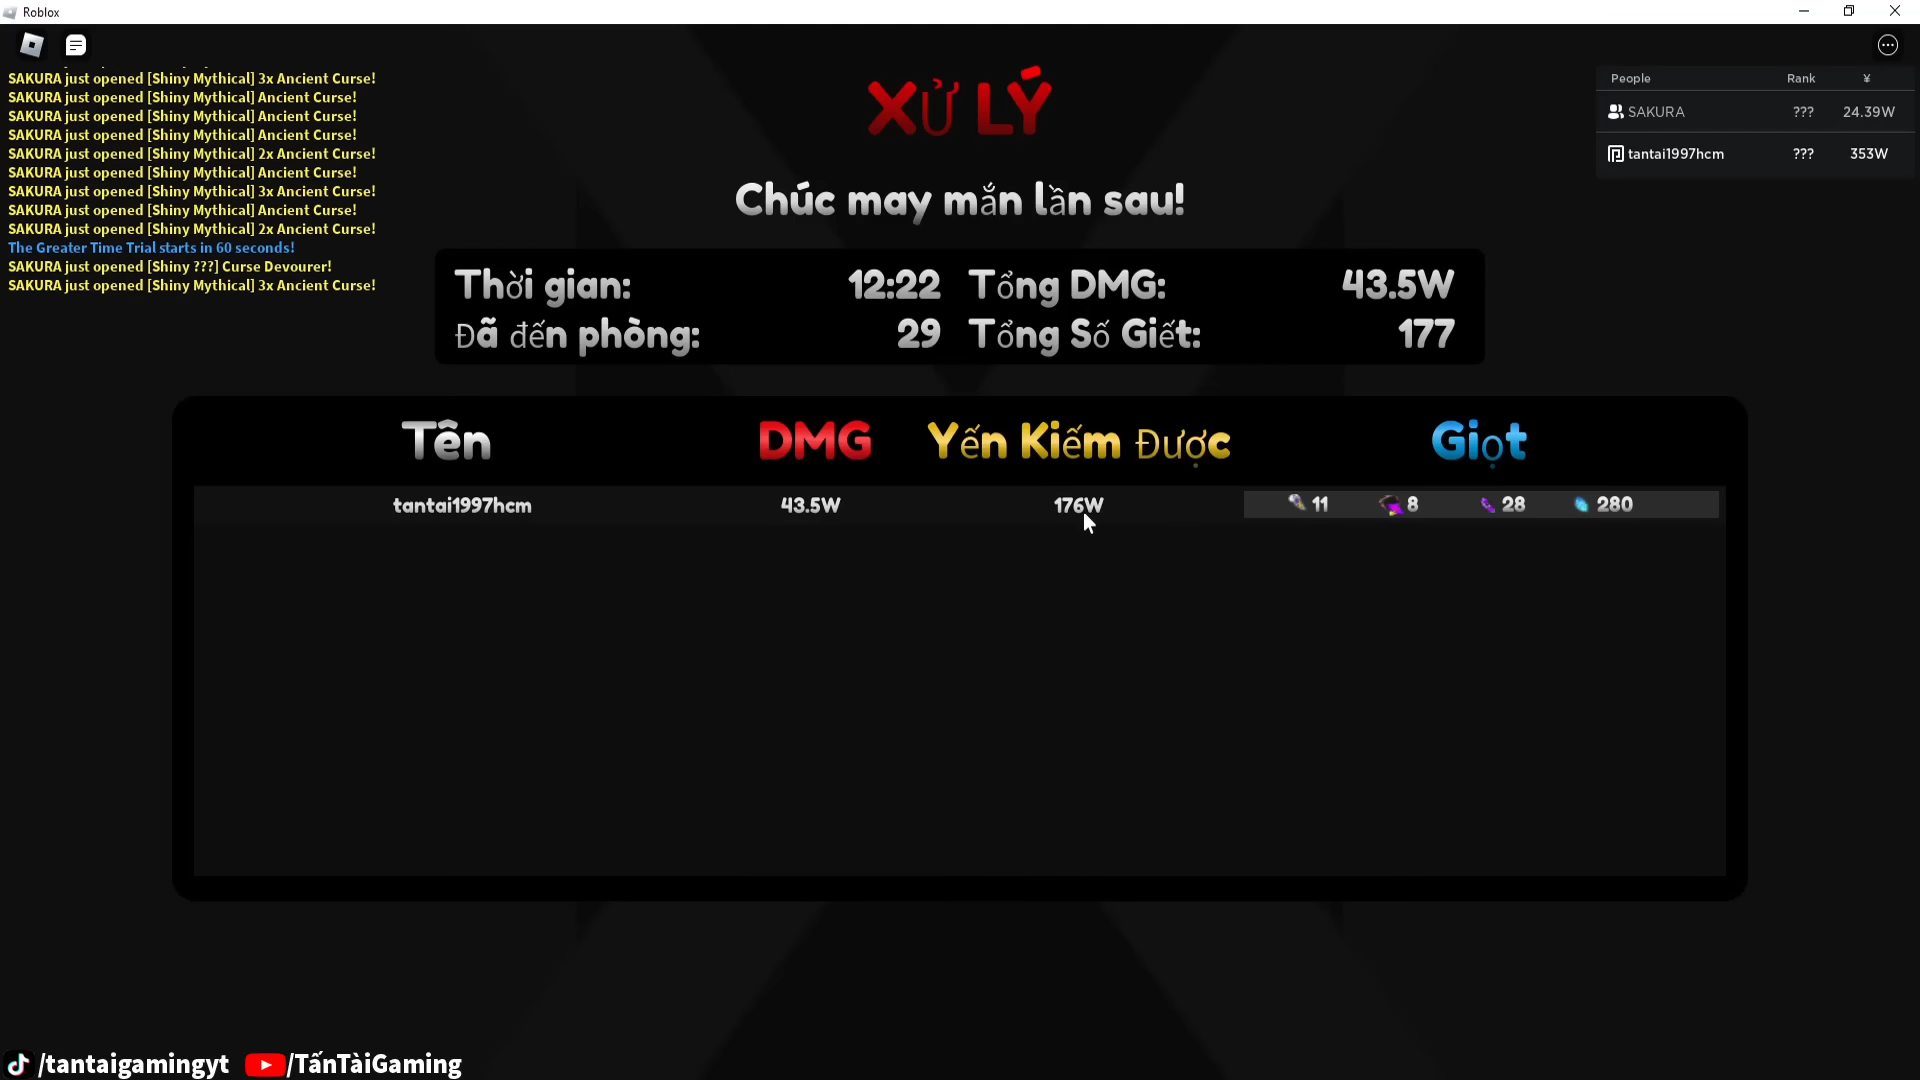 Roblox
SAKURA just opened [Shiny Mythical] 3x Ancient Curse!
SAKURA just opened [Shiny Mythical] Ancient Curse!
SAKURA just opened [Shiny Mythical] Ancient Curse!
SAKURA just opened [Shiny Mythical] Ancient Curse!
SAKURA just opened [Shiny Mythical] 2x Ancient Curse!
SAKURA just opened [Shiny Mythical] Ancient Curse!
SAKURA just opened [Shiny Mythical] 3x Ancient Curse!
SAKURA just opened [Shiny Mythical] Ancient Curse!
SAKURA just opened [Shiny Mythical] 2x Ancient Curse!
The Greater Time Trial starts in 60 seconds!
SAKURA just opened [Shiny ???] Curse Devourer!
SAKURA just opened [Shiny Mythical] 3x Ancient Curse!
People Rank ¥
SAKURA ??? 24.39W
tantai1997hcm ??? 353W
XỬ LÝ
Chúc may mắn lần sau!
Thời gian: 12:22 Tổng DMG: 43.5W
Đã đến phòng: 29 Tổng Số Giết: 177
Tên DMG Yến Kiếm Được Giọt
tantai1997hcm 43.5W 176W 11 8 28 280
/tantaigamingyt /TấnTàiGaming